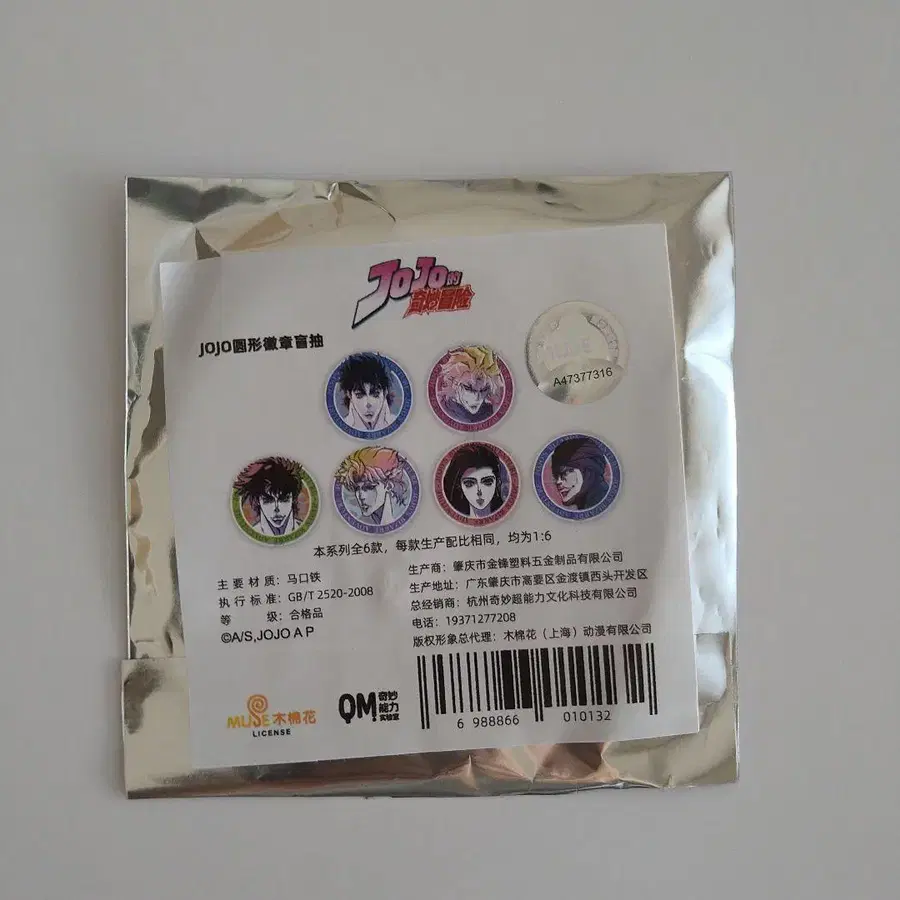 JOJO的
奇妙冒险
JOJO圆形徽章盲抽
MUSE
A47377316
本系列全6款，每款生产配比相同，均为1:6
主要材质：马口铁
执行标准：GB/T 2520-2008
等级：合格品
©A/S,JOJO A P
生产商：肇庆市金锋塑料五金制品有限公司
生产地址：广东肇庆市高要区金渡镇西头开发区
总经销商：杭州奇妙超能力文化科技有限公司
电话：19371277208
版权形象总代理：木棉花（上海）动漫有限公司
MUSE木棉花
LICENSE
QM.奇妙
能力
实验室
6 988866 010132